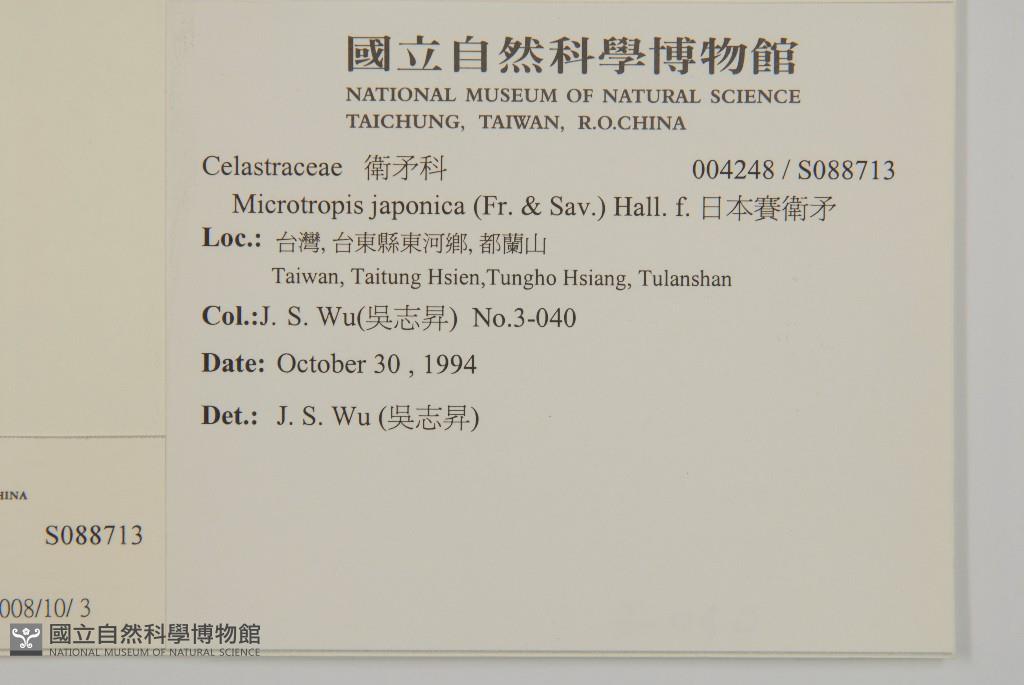 國立自然科學博物館
NATIONAL MUSEUM OF NATURAL SCIENCE
TAICHUNG, TAIWAN, R.O.CHINA
Celastraceae 衛矛科 004248 / S088713
Microtropis japonica (Fr. & Sav.) Hall. f. 日本賽衛矛
Loc.: 台灣, 台東縣東河鄉, 都蘭山
Taiwan, Taitung Hsien,Tungho Hsiang, Tulanshan
Col.:J. S. Wu(吳志昇) No.3-040
Date: October 30 , 1994
Det.: J. S. Wu (吳志昇)
HINA
S088713
008/10/ 3
國立自然科學博物館
NATIONAL MUSEUM OF NATURAL SCIENCE